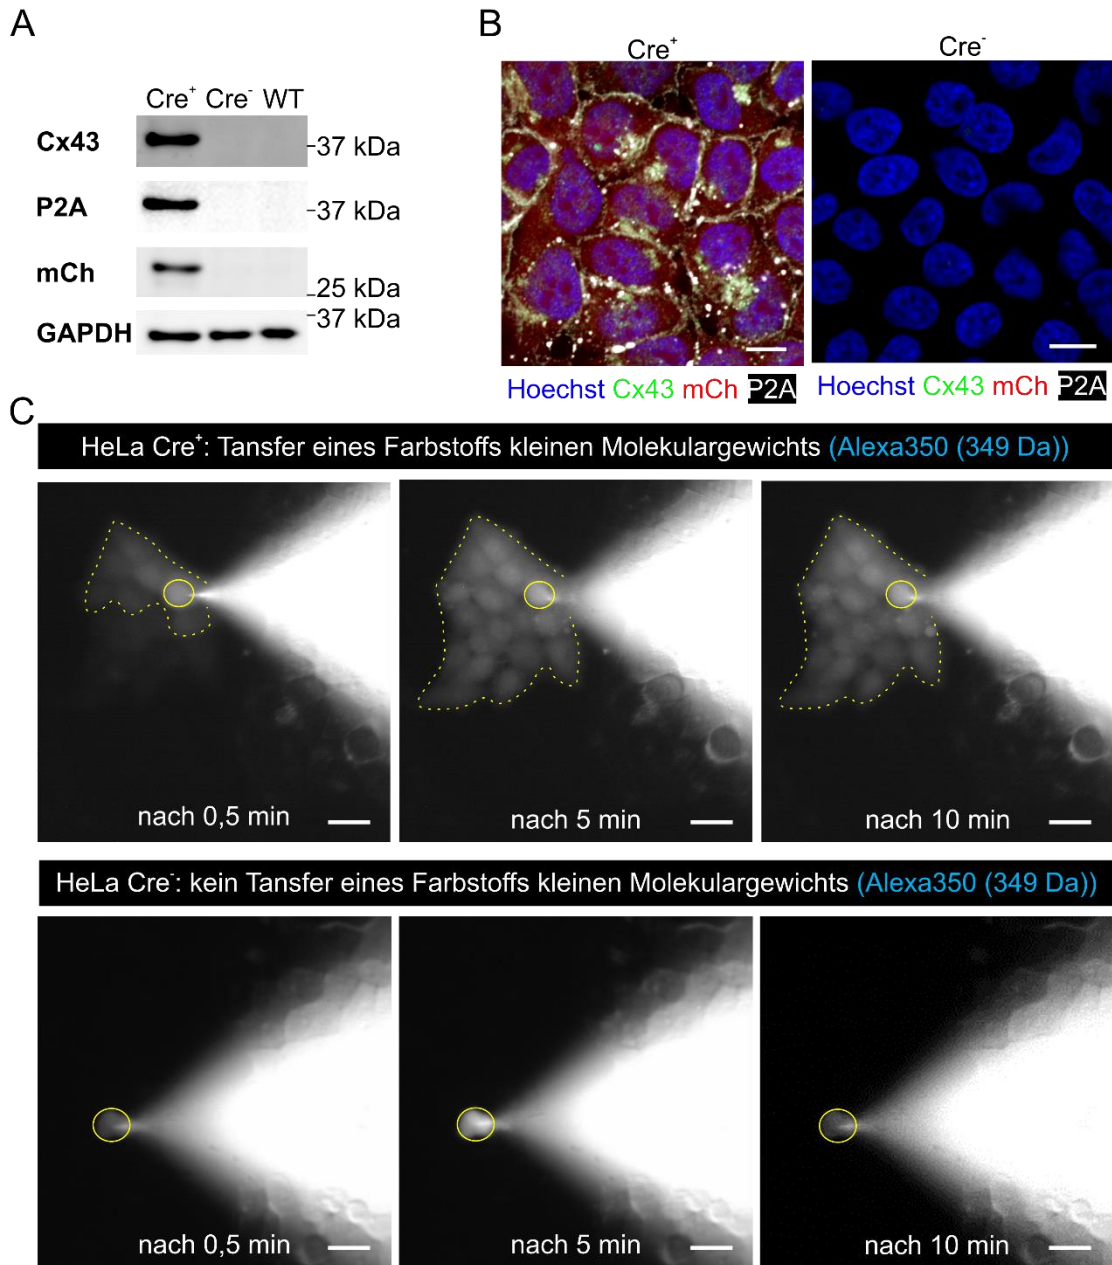 A
Cre⁺ Cre⁻ WT
Cx43
37 kDa
P2A
37 kDa
mCh
25 kDa
37 kDa
GAPDH
B
Cre⁺
Cre⁻
Hoechst Cx43 mCh P2A
Hoechst Cx43 mCh P2A
C
HeLa Cre⁺: Tansfer eines Farbstoffs kleinen Molekulargewichts (Alexa350 (349 Da))
nach 0,5 min
nach 5 min
nach 10 min
HeLa Cre⁻: kein Tansfer eines Farbstoffs kleinen Molekulargewichts (Alexa350 (349 Da))
nach 0,5 min
nach 5 min
nach 10 min